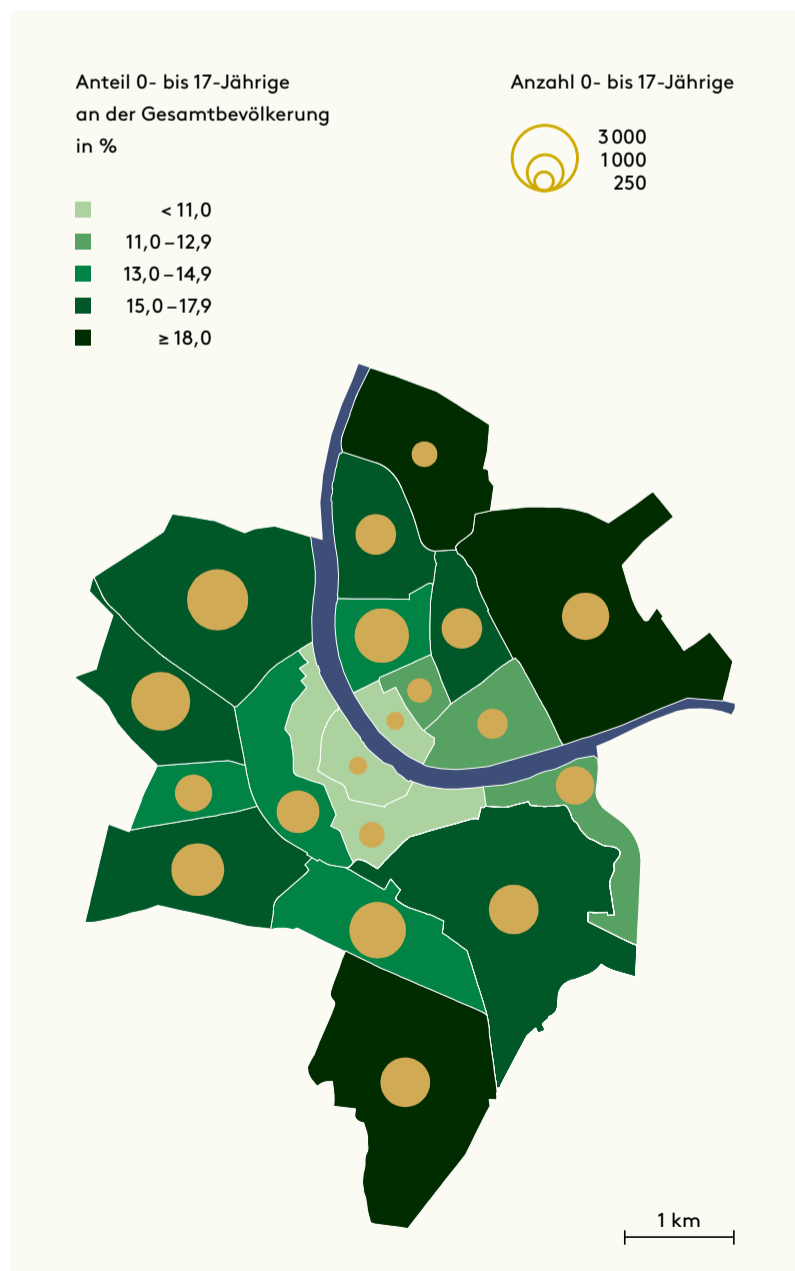 Anteil 0- bis 17-Jährige
an der Gesamtbevölkerung
in %
< 11,0
11,0 – 12,9
13,0 – 14,9
15,0 – 17,9
≥ 18,0
Anzahl 0- bis 17-Jährige
3 000
1 000
250
1 km